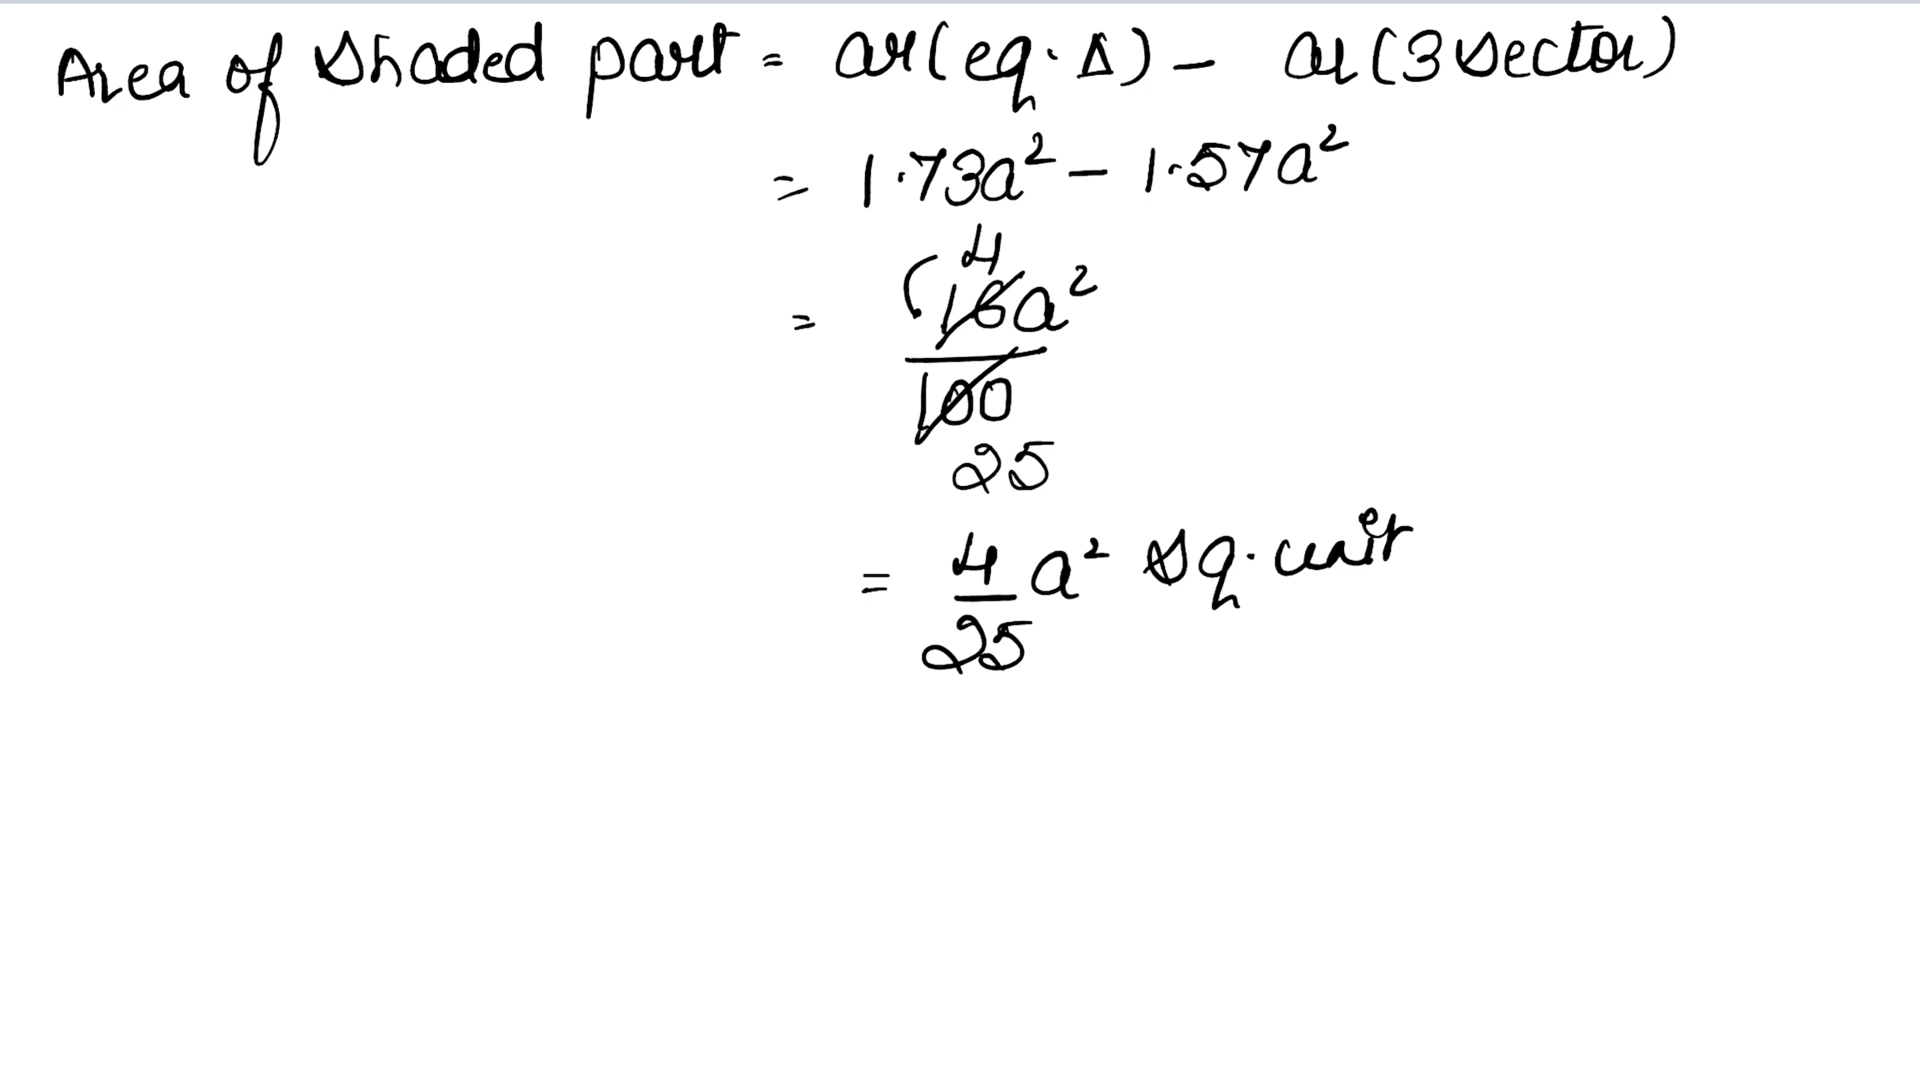 Area of Shaded part = ar(eq. Δ) - ar(3 sector)
= 1.73a² - 1.57a²
4
= 16a²
100
25
= 4/25 a² sq. unit